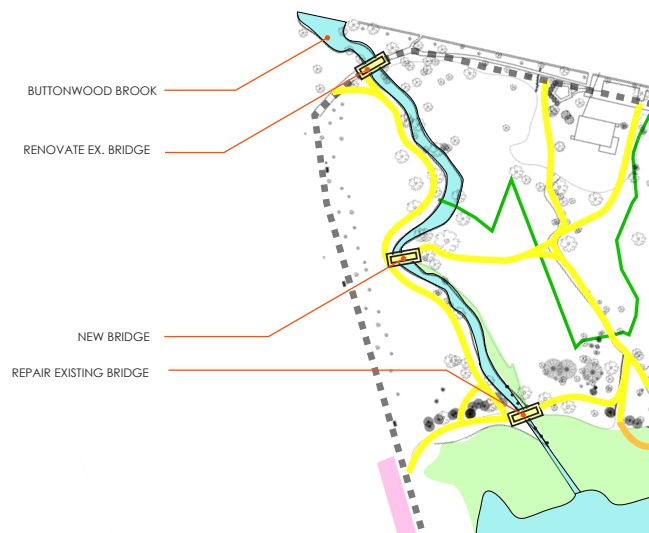 BUTTONWOOD BROOK
RENOVATE EX. BRIDGE
NEW BRIDGE
REPAIR EXISTING BRIDGE